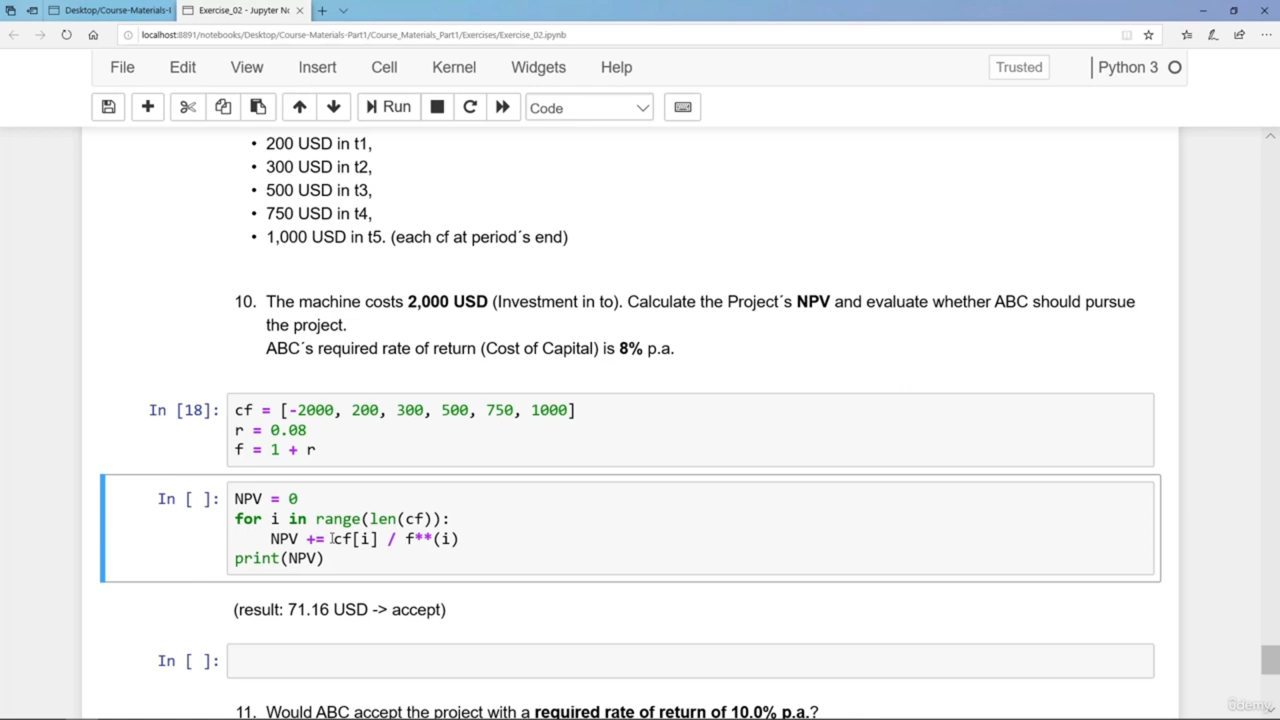 Desktop/Course-Materials-I
Exercise_02 - Jupyter No
localhost:8891/notebooks/Desktop/Course-Materials-Part1/Course_Materials_Part1/Exercises/Exercise_02.ipynb
File Edit View Insert Cell Kernel Widgets Help Trusted Python 3
Run Code
• 200 USD in t1,
• 300 USD in t2,
• 500 USD in t3,
• 750 USD in t4,
• 1,000 USD in t5. (each cf at period´s end)
10. The machine costs 2,000 USD (Investment in to). Calculate the Project´s NPV and evaluate whether ABC should pursue
the project.
ABC´s required rate of return (Cost of Capital) is 8% p.a.
In [18]: cf = [-2000, 200, 300, 500, 750, 1000]
r = 0.08
f = 1 + r
In [ ]: NPV = 0
for i in range(len(cf)):
NPV += cf[i] / f**(i)
print(NPV)
(result: 71.16 USD -> accept)
In [ ]:
11. Would ABC accept the project with a required rate of return of 10.0% p.a.?
ûdemy